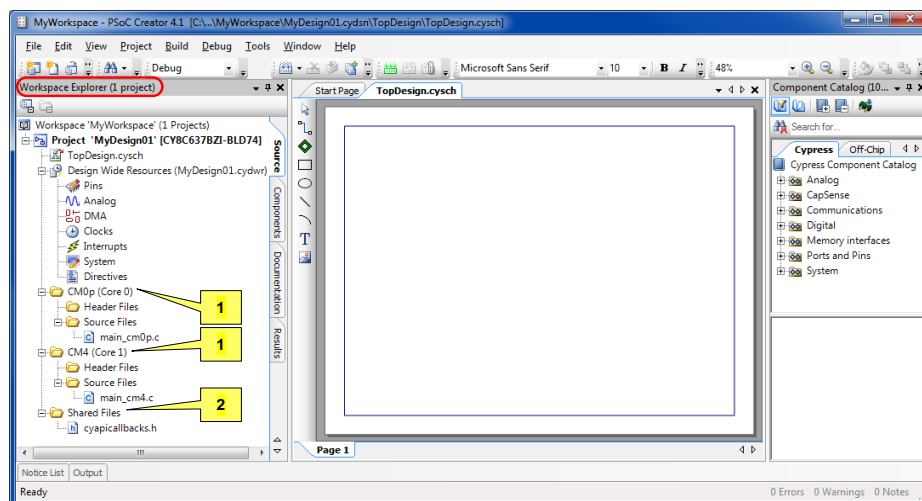 MyWorkspace - PSoC Creator 4.1 [C:\...\MyWorkspace\MyDesign01.cydsn\TopDesign\TopDesign.cysch]
File Edit View Project Build Debug Tools Window Help
Debug Microsoft Sans Serif 10 B I 48%
Workspace Explorer (1 project)
Workspace 'MyWorkspace' (1 Projects)
Project 'MyDesign01' [CY8C637BZI-BLD74]
TopDesign.cysch
Design Wide Resources (MyDesign01.cydwr)
Pins
Analog
DMA
Clocks
Interrupts
System
Directives
CM0p (Core 0)
Header Files
Source Files
main_cm0p.c
CM4 (Core 1)
Header Files
Source Files
main_cm4.c
Shared Files
cyapicallbacks.h
1
1
2
Source
Components
Documentation
Results
Start Page TopDesign.cysch
T
Page 1
Component Catalog (10...
Search for...
Cypress Off-Chip
Cypress Component Catalog
Analog
CapSense
Communications
Digital
Memory interfaces
Ports and Pins
System
Notice List Output
Ready 0 Errors 0 Warnings 0 Notes